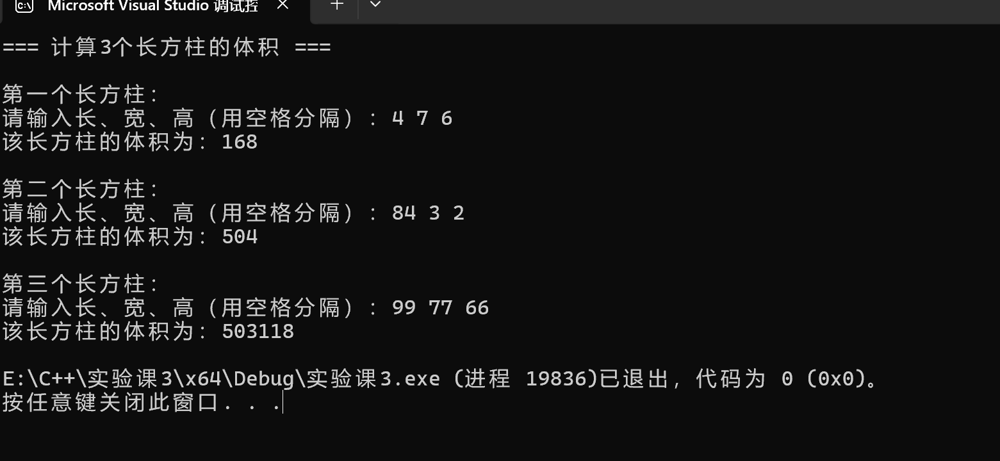 Microsoft Visual Studio 调试控
=== 计算3个长方柱的体积 ===
第一个长方柱:
请输入长、宽、高（用空格分隔）: 4 7 6
该长方柱的体积为: 168
第二个长方柱:
请输入长、宽、高（用空格分隔）: 84 3 2
该长方柱的体积为: 504
第三个长方柱:
请输入长、宽、高（用空格分隔）: 99 77 66
该长方柱的体积为: 503118
E:\C++\实验课3\x64\Debug\实验课3.exe (进程 19836)已退出，代码为 0 (0x0)。
按任意键关闭此窗口. . .